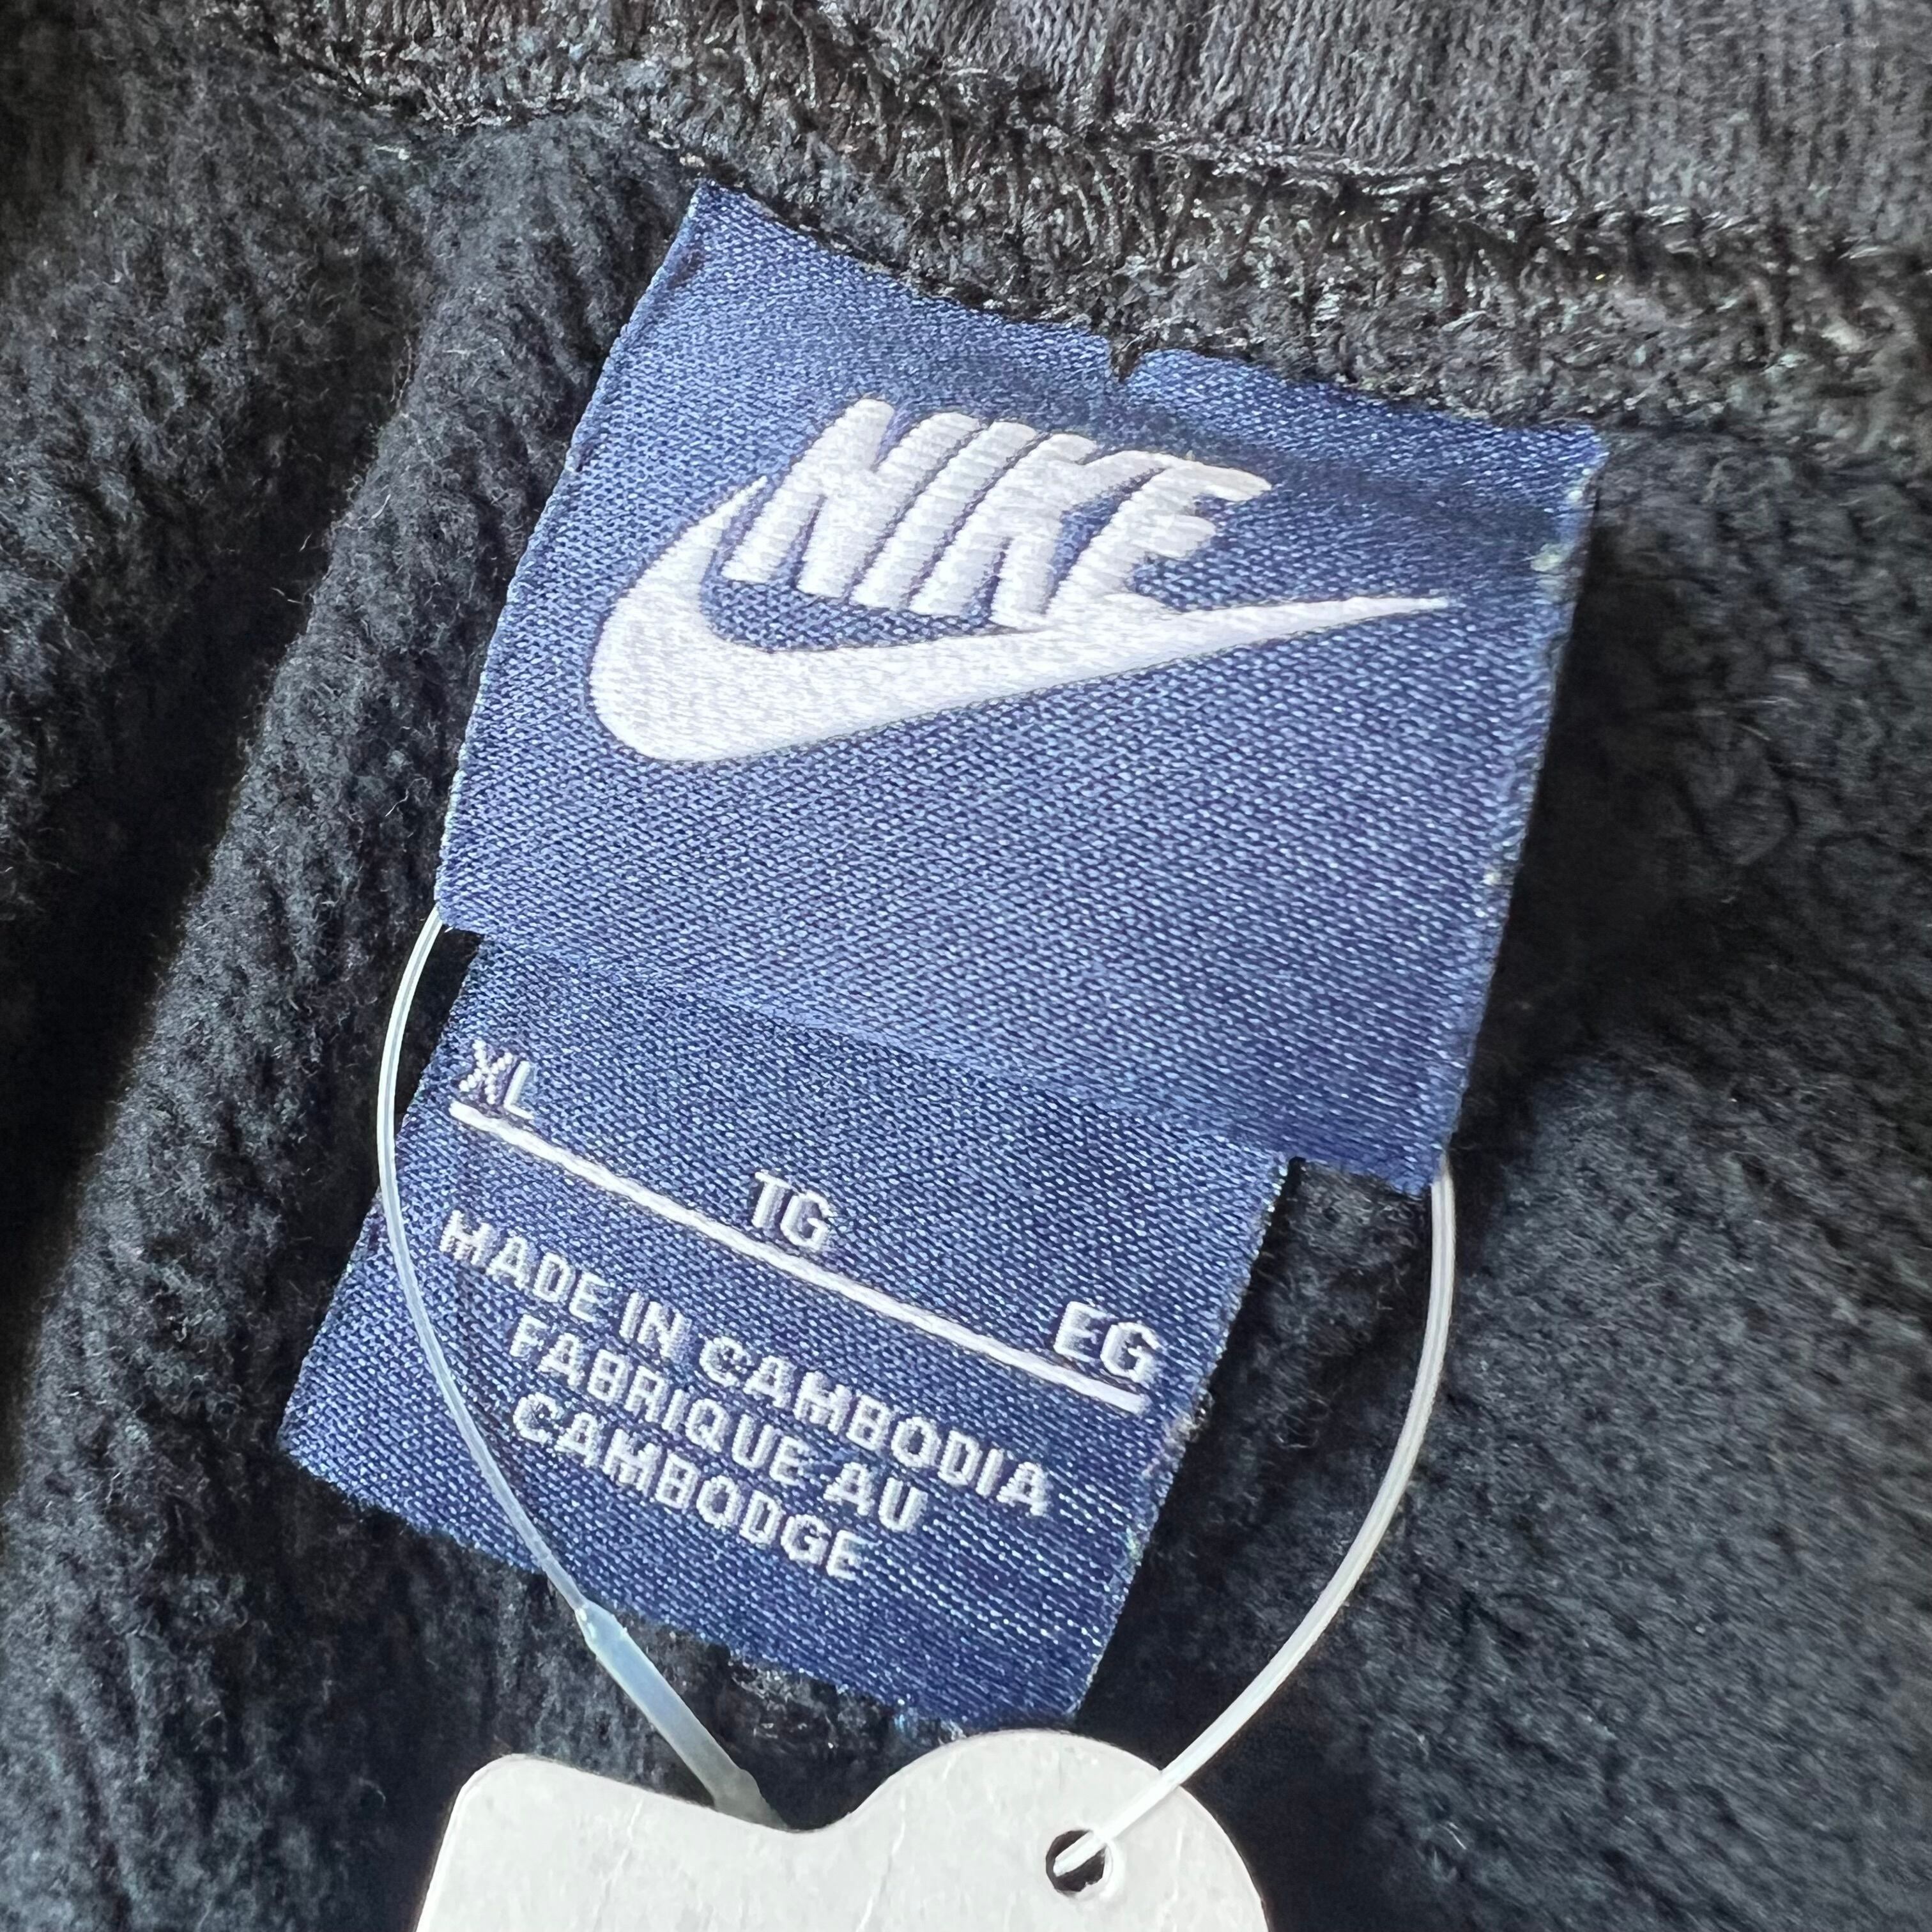 NIKE
XL TG EG
MADE IN CAMBODIA
FABRIQUE AU
CAMBODGE